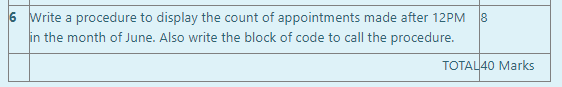 6 Write a procedure to display the count of appointments made after 12PM 8
in the month of June. Also write the block of code to call the procedure.
TOTAL 40 Marks